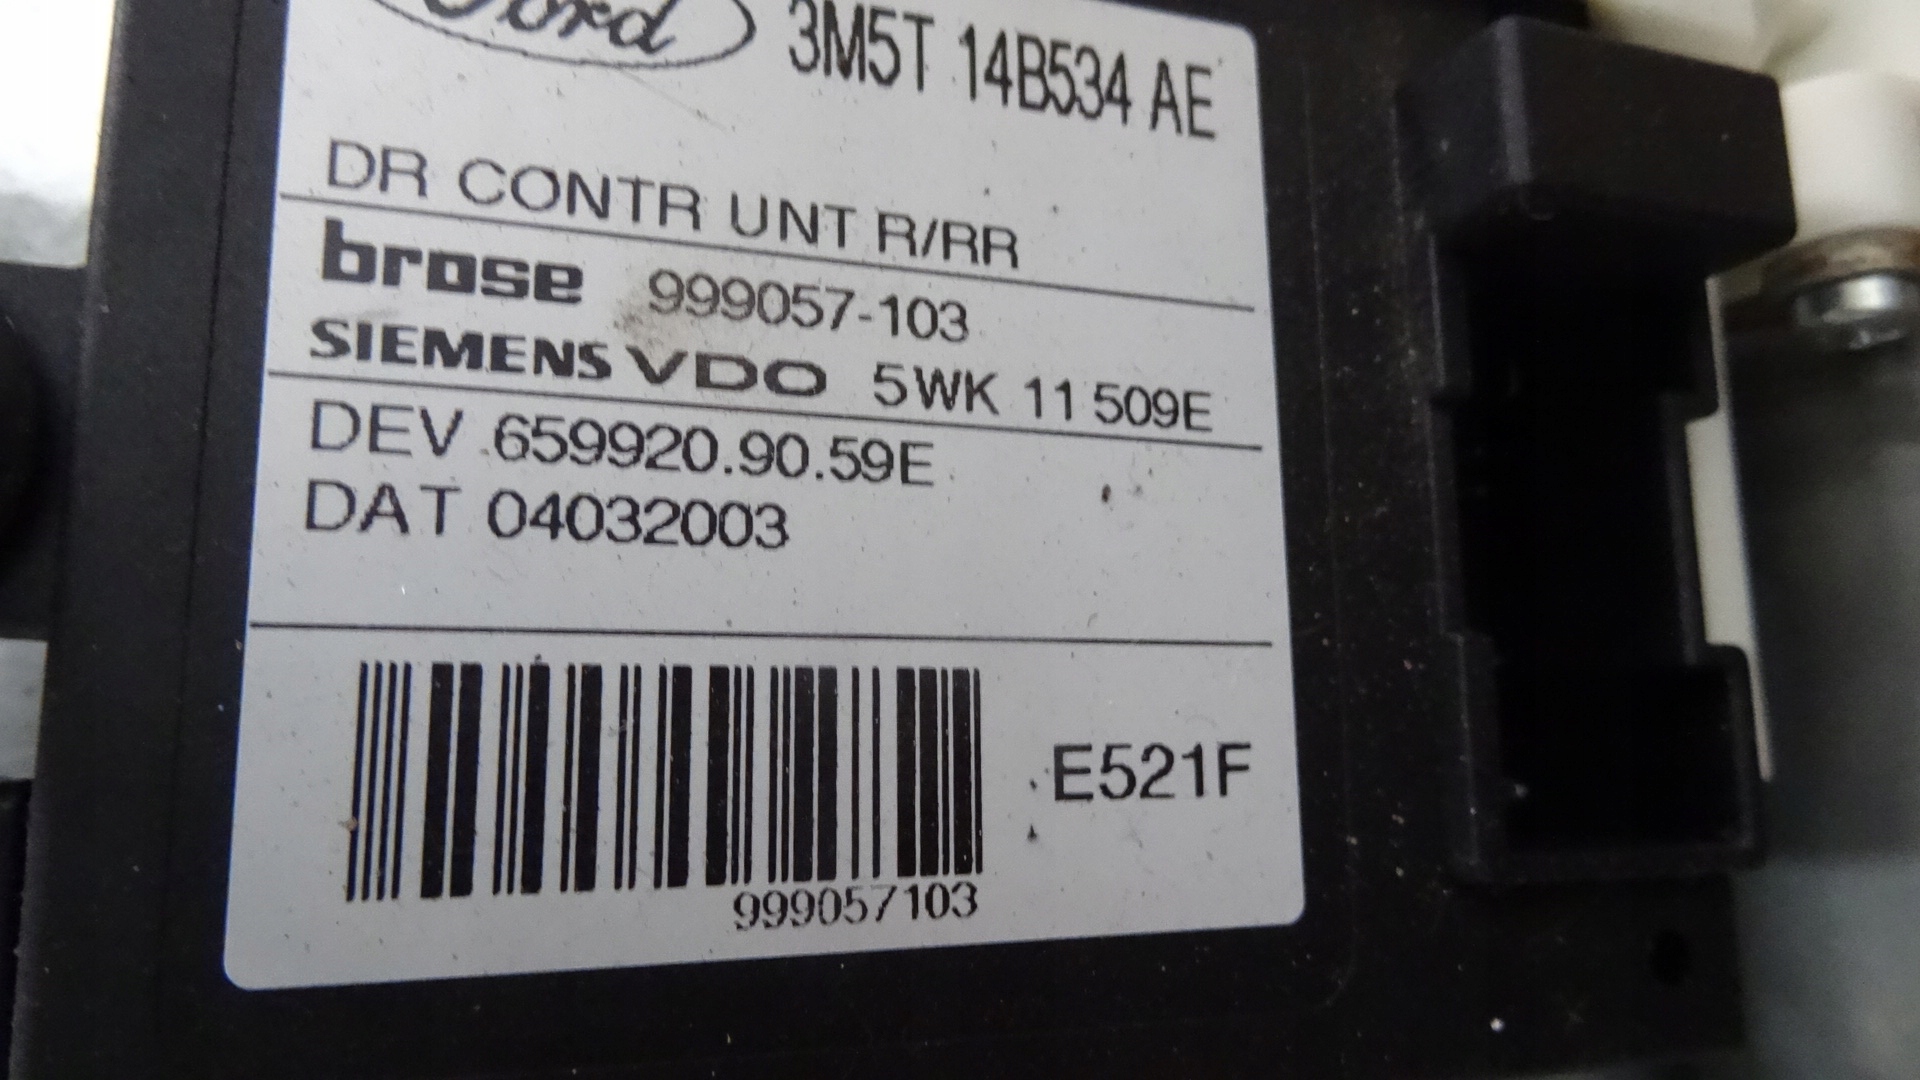 Ford 3M5T 14B534 AE
DR CONTR UNT R/RR
brose 999057-103
SIEMENS VDO 5WK 11 509E
DEV 659920.90.59E
DAT 04032003
E521F
999057103